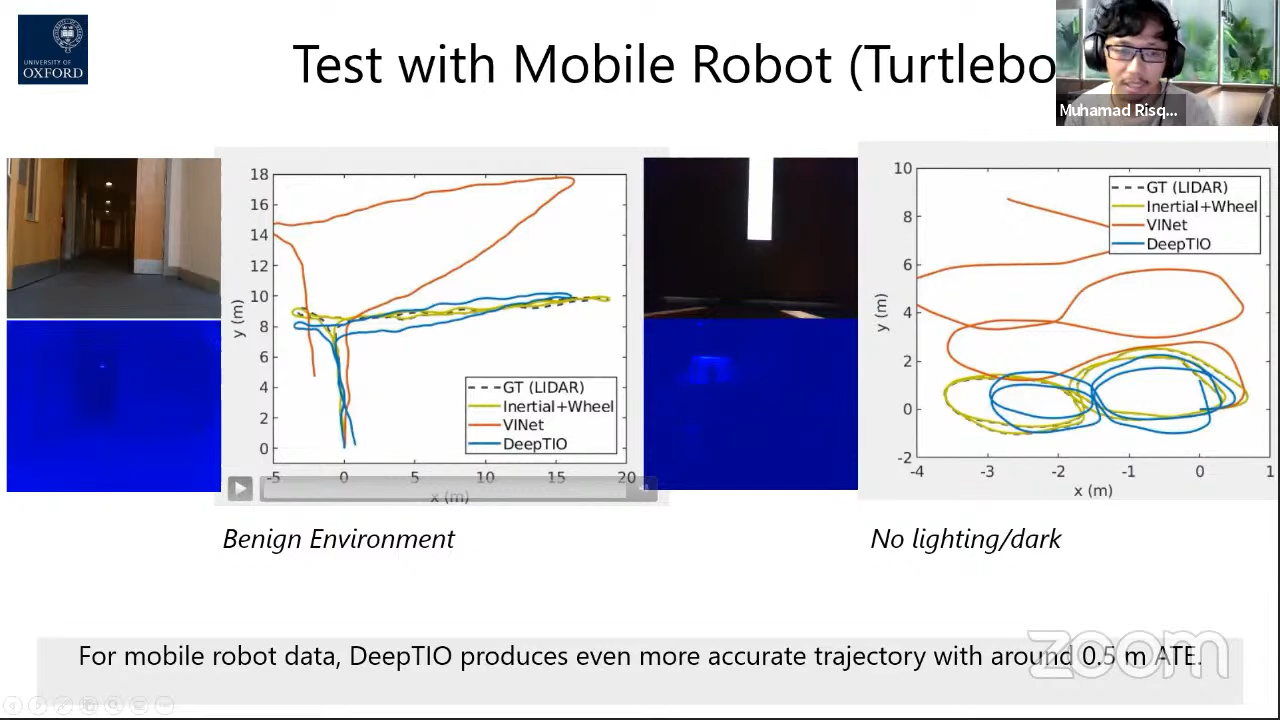 UNIVERSITY OF
OXFORD
Test with Mobile Robot (Turtlebo
Muhamad Risq...
18
16
14
12
10
8
6
4
2
0
y (m)
-5 0 5 10 15 20
x (m)
GT (LIDAR)
Inertial+Wheel
VINet
DeepTIO
10
8
6
4
2
0
-2
y (m)
-4 -3 -2 -1 0 1
x (m)
GT (LIDAR)
Inertial+Wheel
VINet
DeepTIO
Benign Environment
No lighting/dark
For mobile robot data, DeepTIO produces even more accurate trajectory with around 0.5 m ATE.
zoom